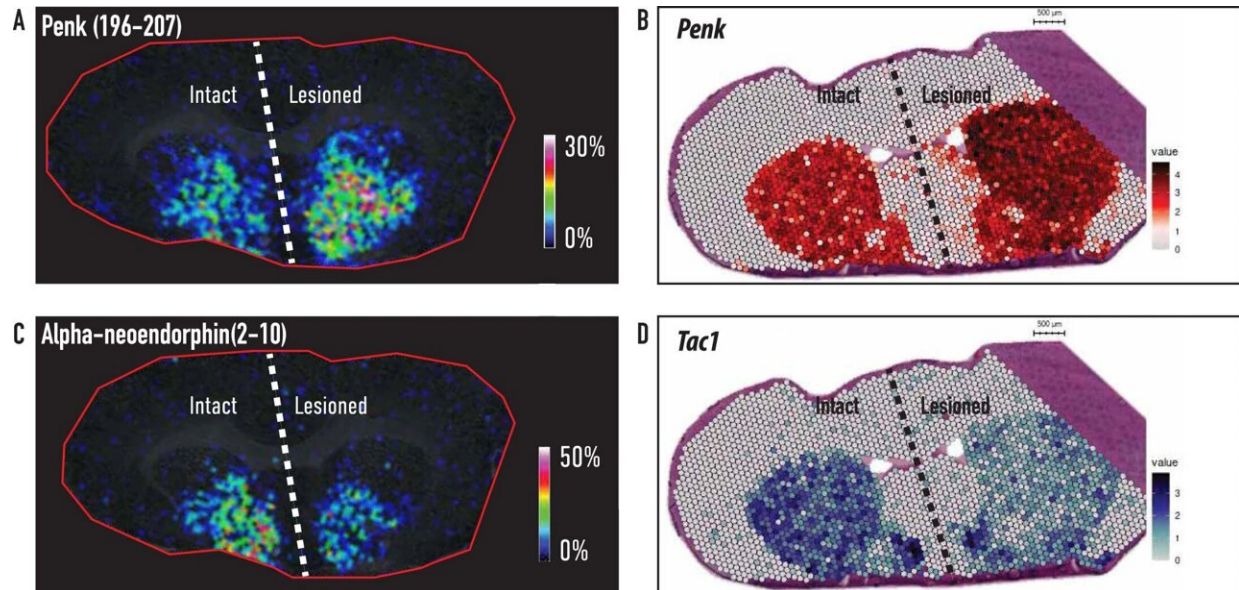 A
Penk (196–207)
Intact
Lesioned
30%
0%
B
Penk
500 µm
Intact
Lesioned
value
4
3
2
1
0
C
Alpha–neoendorphin(2–10)
Intact
Lesioned
50%
0%
D
Tac1
500 µm
Intact
Lesioned
value
3
2
1
0